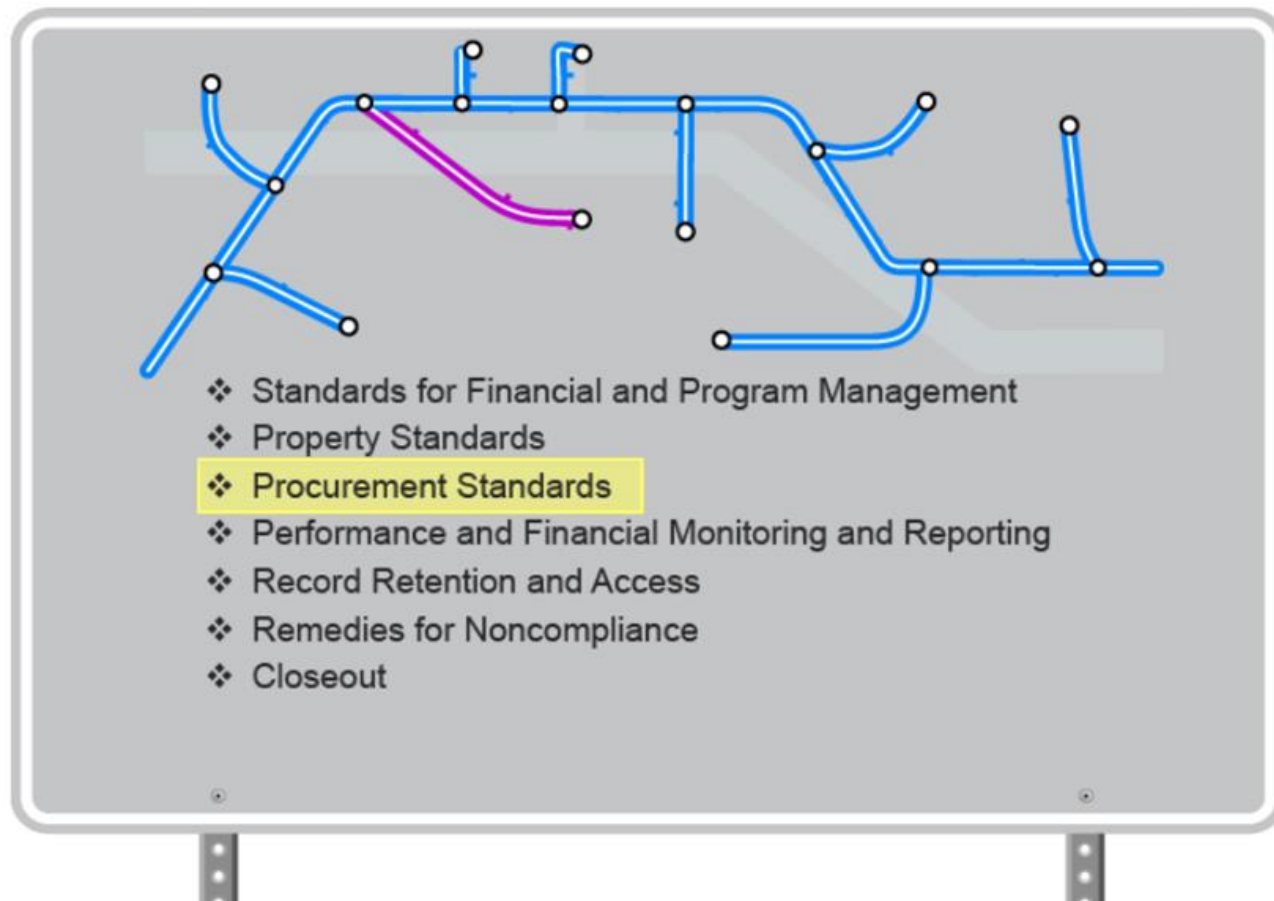 ❖ Standards for Financial and Program Management
❖ Property Standards
❖ Procurement Standards
❖ Performance and Financial Monitoring and Reporting
❖ Record Retention and Access
❖ Remedies for Noncompliance
❖ Closeout